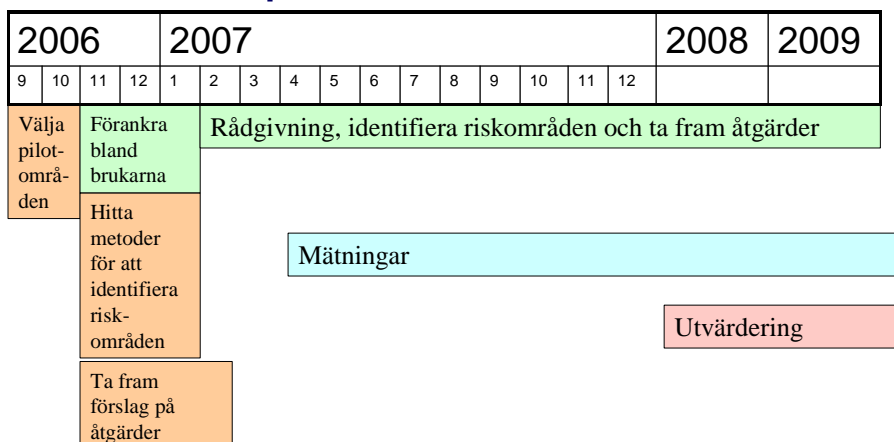 2006 2007 2008 2009
9 10 11 12 1 2 3 4 5 6 7 8 9 10 11 12
Välja
pilot-
områ-
den
Förankra
bland
brukarna
Rådgivning, identifiera riskområden och ta fram åtgärder
Hitta
metoder
för att
identifiera
risk-
områden
Mätningar
Utvärdering
Ta fram
förslag på
åtgärder